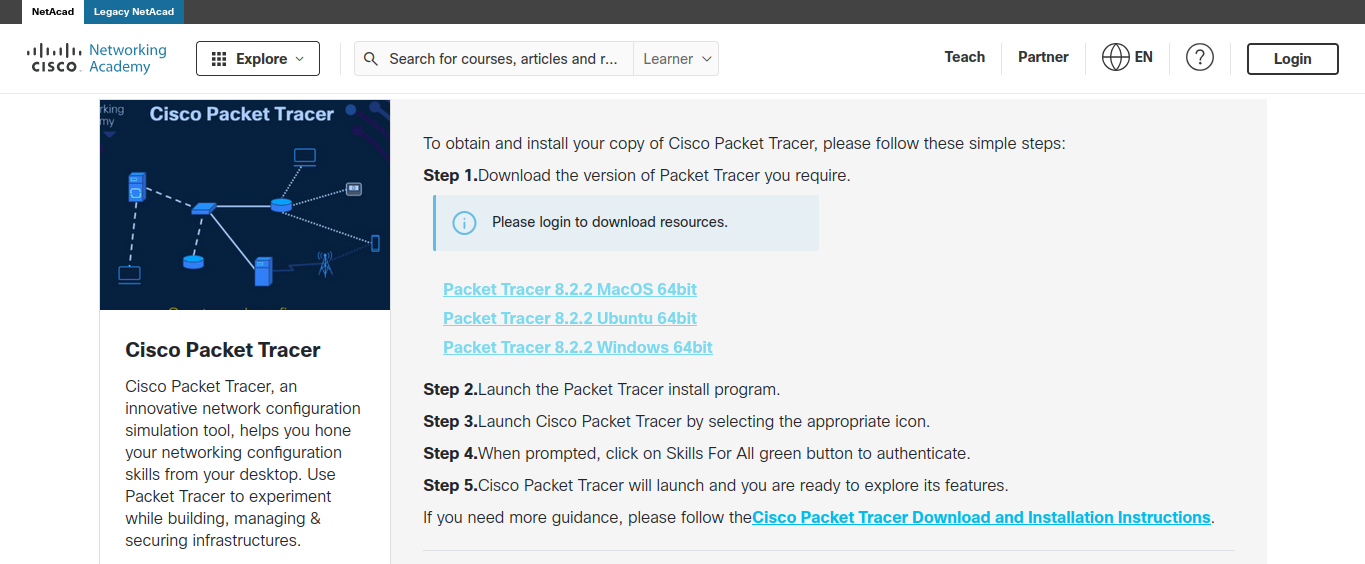 NetAcad Legacy NetAcad
CISCO Networking Academy
Explore
Search for courses, articles and r...
Learner
Teach
Partner
EN
?
Login
rking
my
Cisco Packet Tracer
Cisco Packet Tracer
Cisco Packet Tracer, an
innovative network configuration
simulation tool, helps you hone
your networking configuration
skills from your desktop. Use
Packet Tracer to experiment
while building, managing &
securing infrastructures.
To obtain and install your copy of Cisco Packet Tracer, please follow these simple steps:
Step 1.Download the version of Packet Tracer you require.
Please login to download resources.
Packet Tracer 8.2.2 MacOS 64bit
Packet Tracer 8.2.2 Ubuntu 64bit
Packet Tracer 8.2.2 Windows 64bit
Step 2.Launch the Packet Tracer install program.
Step 3.Launch Cisco Packet Tracer by selecting the appropriate icon.
Step 4.When prompted, click on Skills For All green button to authenticate.
Step 5.Cisco Packet Tracer will launch and you are ready to explore its features.
If you need more guidance, please follow theCisco Packet Tracer Download and Installation Instructions.